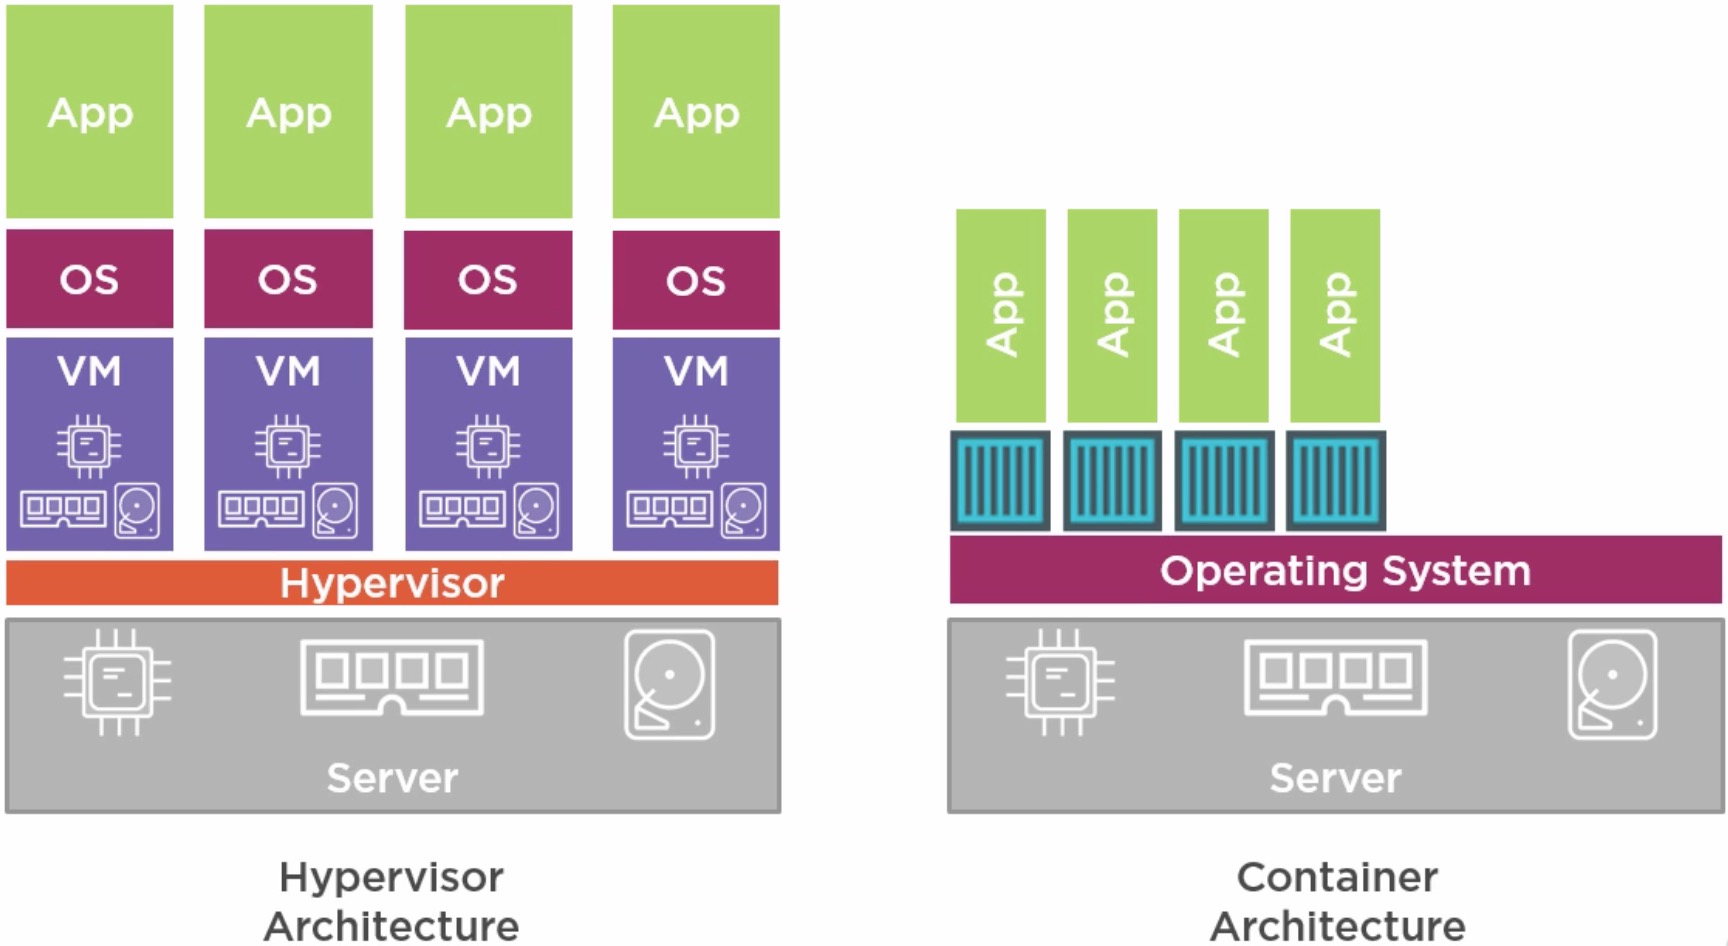 App App App App
OS OS OS OS
VM VM VM VM
Hypervisor
Server
Hypervisor
Architecture
App App App App
Operating System
Server
Container
Architecture